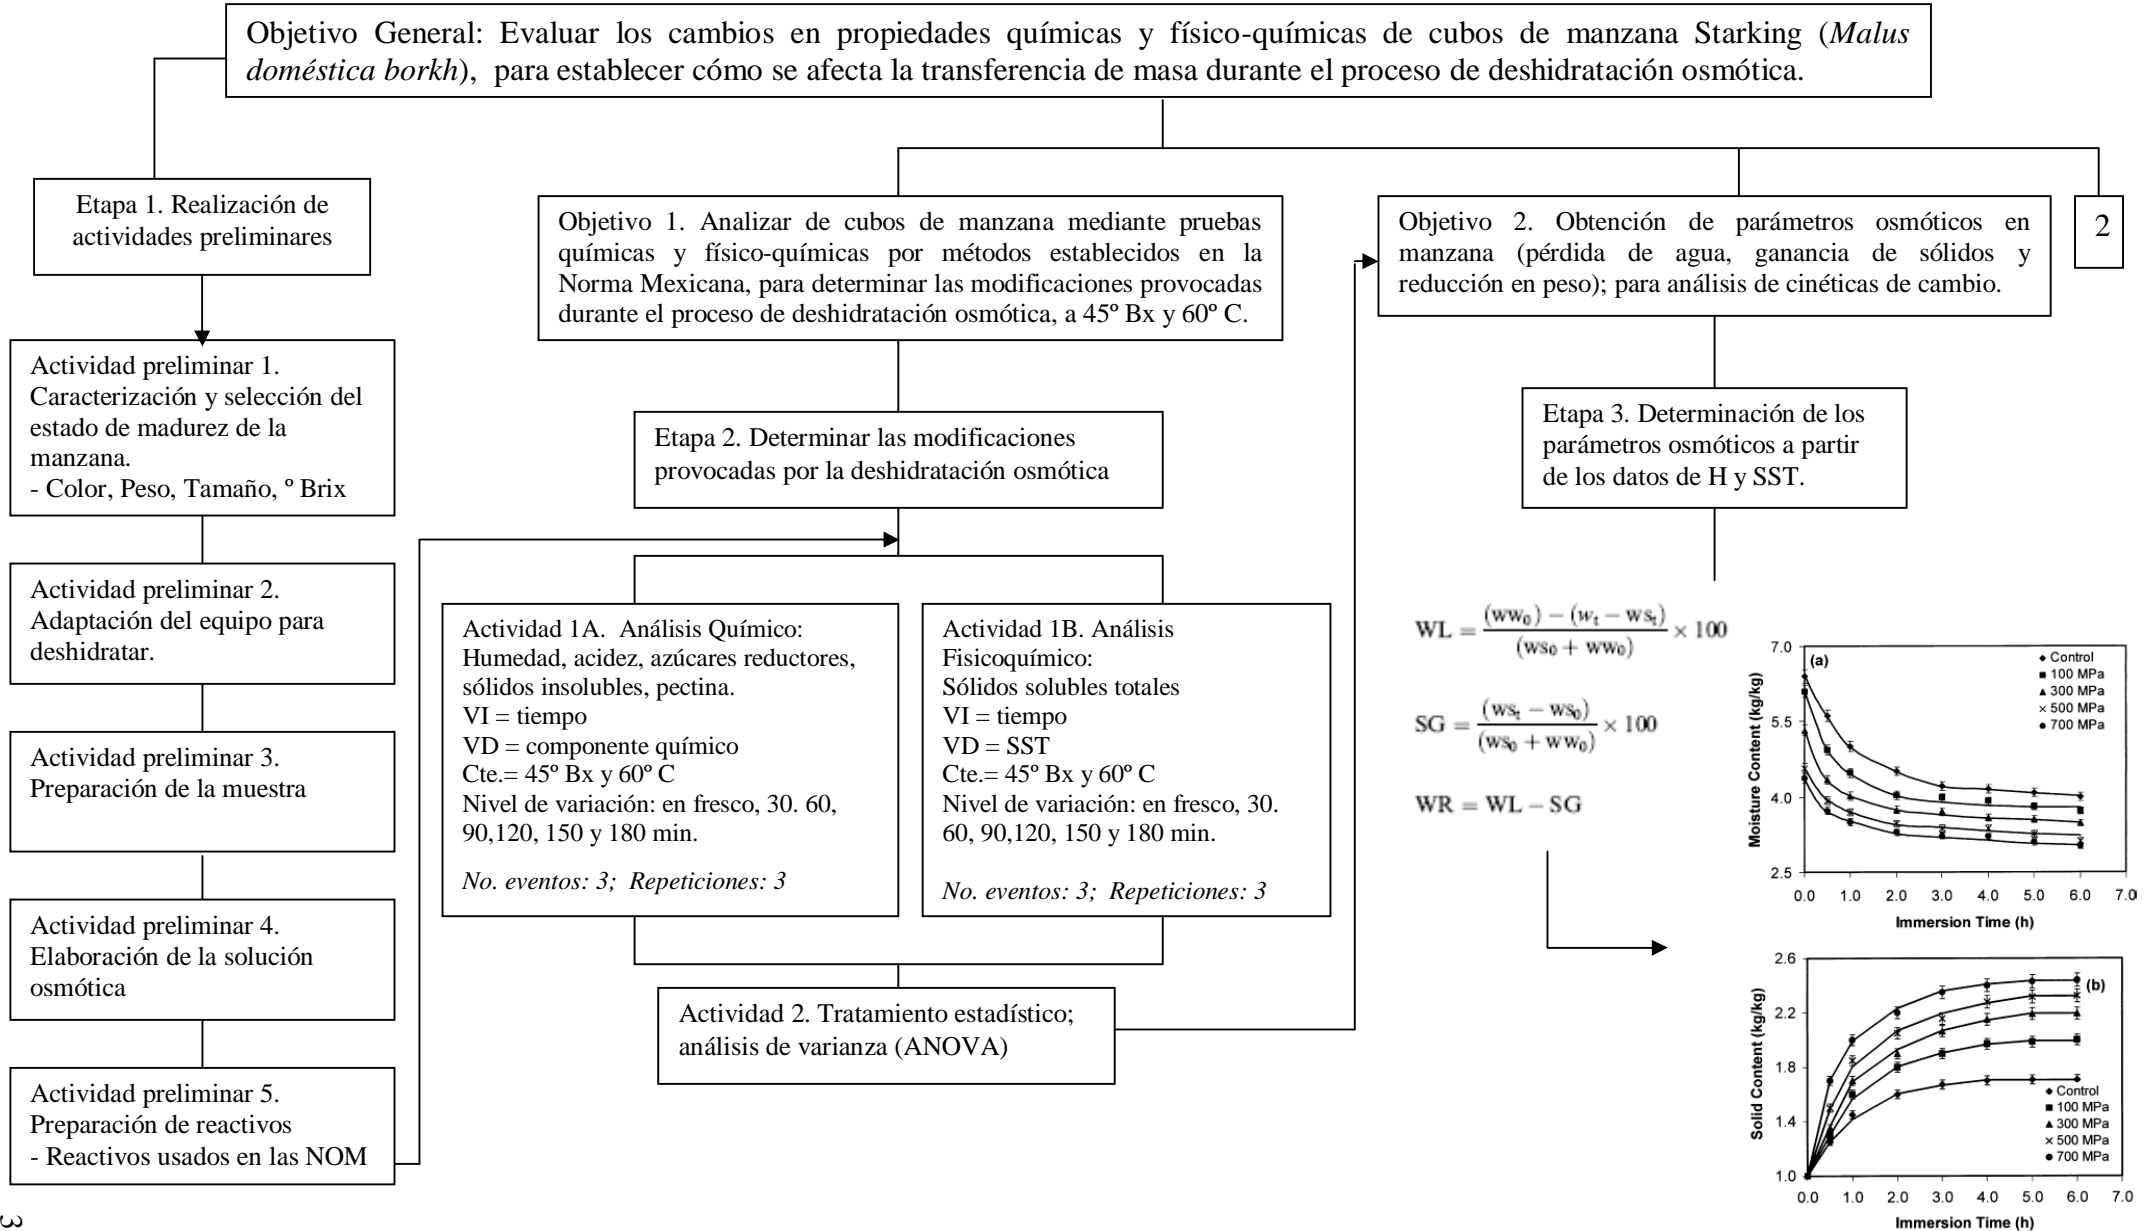 Objetivo General: Evaluar los cambios en propiedades químicas y físico-químicas de cubos de manzana Starking (Malus
doméstica borkh), para establecer cómo se afecta la transferencia de masa durante el proceso de deshidratación osmótica.
Etapa 1. Realización de
actividades preliminares
Actividad preliminar 1.
Caracterización y selección del
estado de madurez de la
manzana.
- Color, Peso, Tamaño, º Brix
Actividad preliminar 2.
Adaptación del equipo para
deshidratar.
Actividad preliminar 3.
Preparación de la muestra
Actividad preliminar 4.
Elaboración de la solución
osmótica
Actividad preliminar 5.
Preparación de reactivos
- Reactivos usados en las NOM
Objetivo 1. Analizar de cubos de manzana mediante pruebas
químicas y físico-químicas por métodos establecidos en la
Norma Mexicana, para determinar las modificaciones provocadas
durante el proceso de deshidratación osmótica, a 45º Bx y 60º C.
Etapa 2. Determinar las modificaciones
provocadas por la deshidratación osmótica
Actividad 1A. Análisis Químico:
Humedad, acidez, azúcares reductores,
sólidos insolubles, pectina.
VI = tiempo
VD = componente químico
Cte.= 45º Bx y 60º C
Nivel de variación: en fresco, 30. 60,
90,120, 150 y 180 min.
No. eventos: 3; Repeticiones: 3
Actividad 1B. Análisis
Fisicoquímico:
Sólidos solubles totales
VI = tiempo
VD = SST
Cte.= 45º Bx y 60º C
Nivel de variación: en fresco, 30.
60, 90,120, 150 y 180 min.
No. eventos: 3; Repeticiones: 3
Actividad 2. Tratamiento estadístico;
análisis de varianza (ANOVA)
Objetivo 2. Obtención de parámetros osmóticos en
manzana (pérdida de agua, ganancia de sólidos y
reducción en peso); para análisis de cinéticas de cambio.
2
Etapa 3. Determinación de los
parámetros osmóticos a partir
de los datos de H y SST.
WL = (ww₀) − (wₜ − wsₜ) / (ws₀ + ww₀) × 100
SG = (wsₜ − ws₀) / (ws₀ + ww₀) × 100
WR = WL − SG
(a)
Control
100 MPa
300 MPa
500 MPa
700 MPa
Moisture Content (kg/kg)
7.0
5.5
4.0
2.5
0.0 1.0 2.0 3.0 4.0 5.0 6.0 7.0
Immersion Time (h)
(b)
Control
100 MPa
300 MPa
500 MPa
700 MPa
Solid Content (kg/kg)
2.6
2.2
1.8
1.4
1.0
0.0 1.0 2.0 3.0 4.0 5.0 6.0 7.0
Immersion Time (h)
3